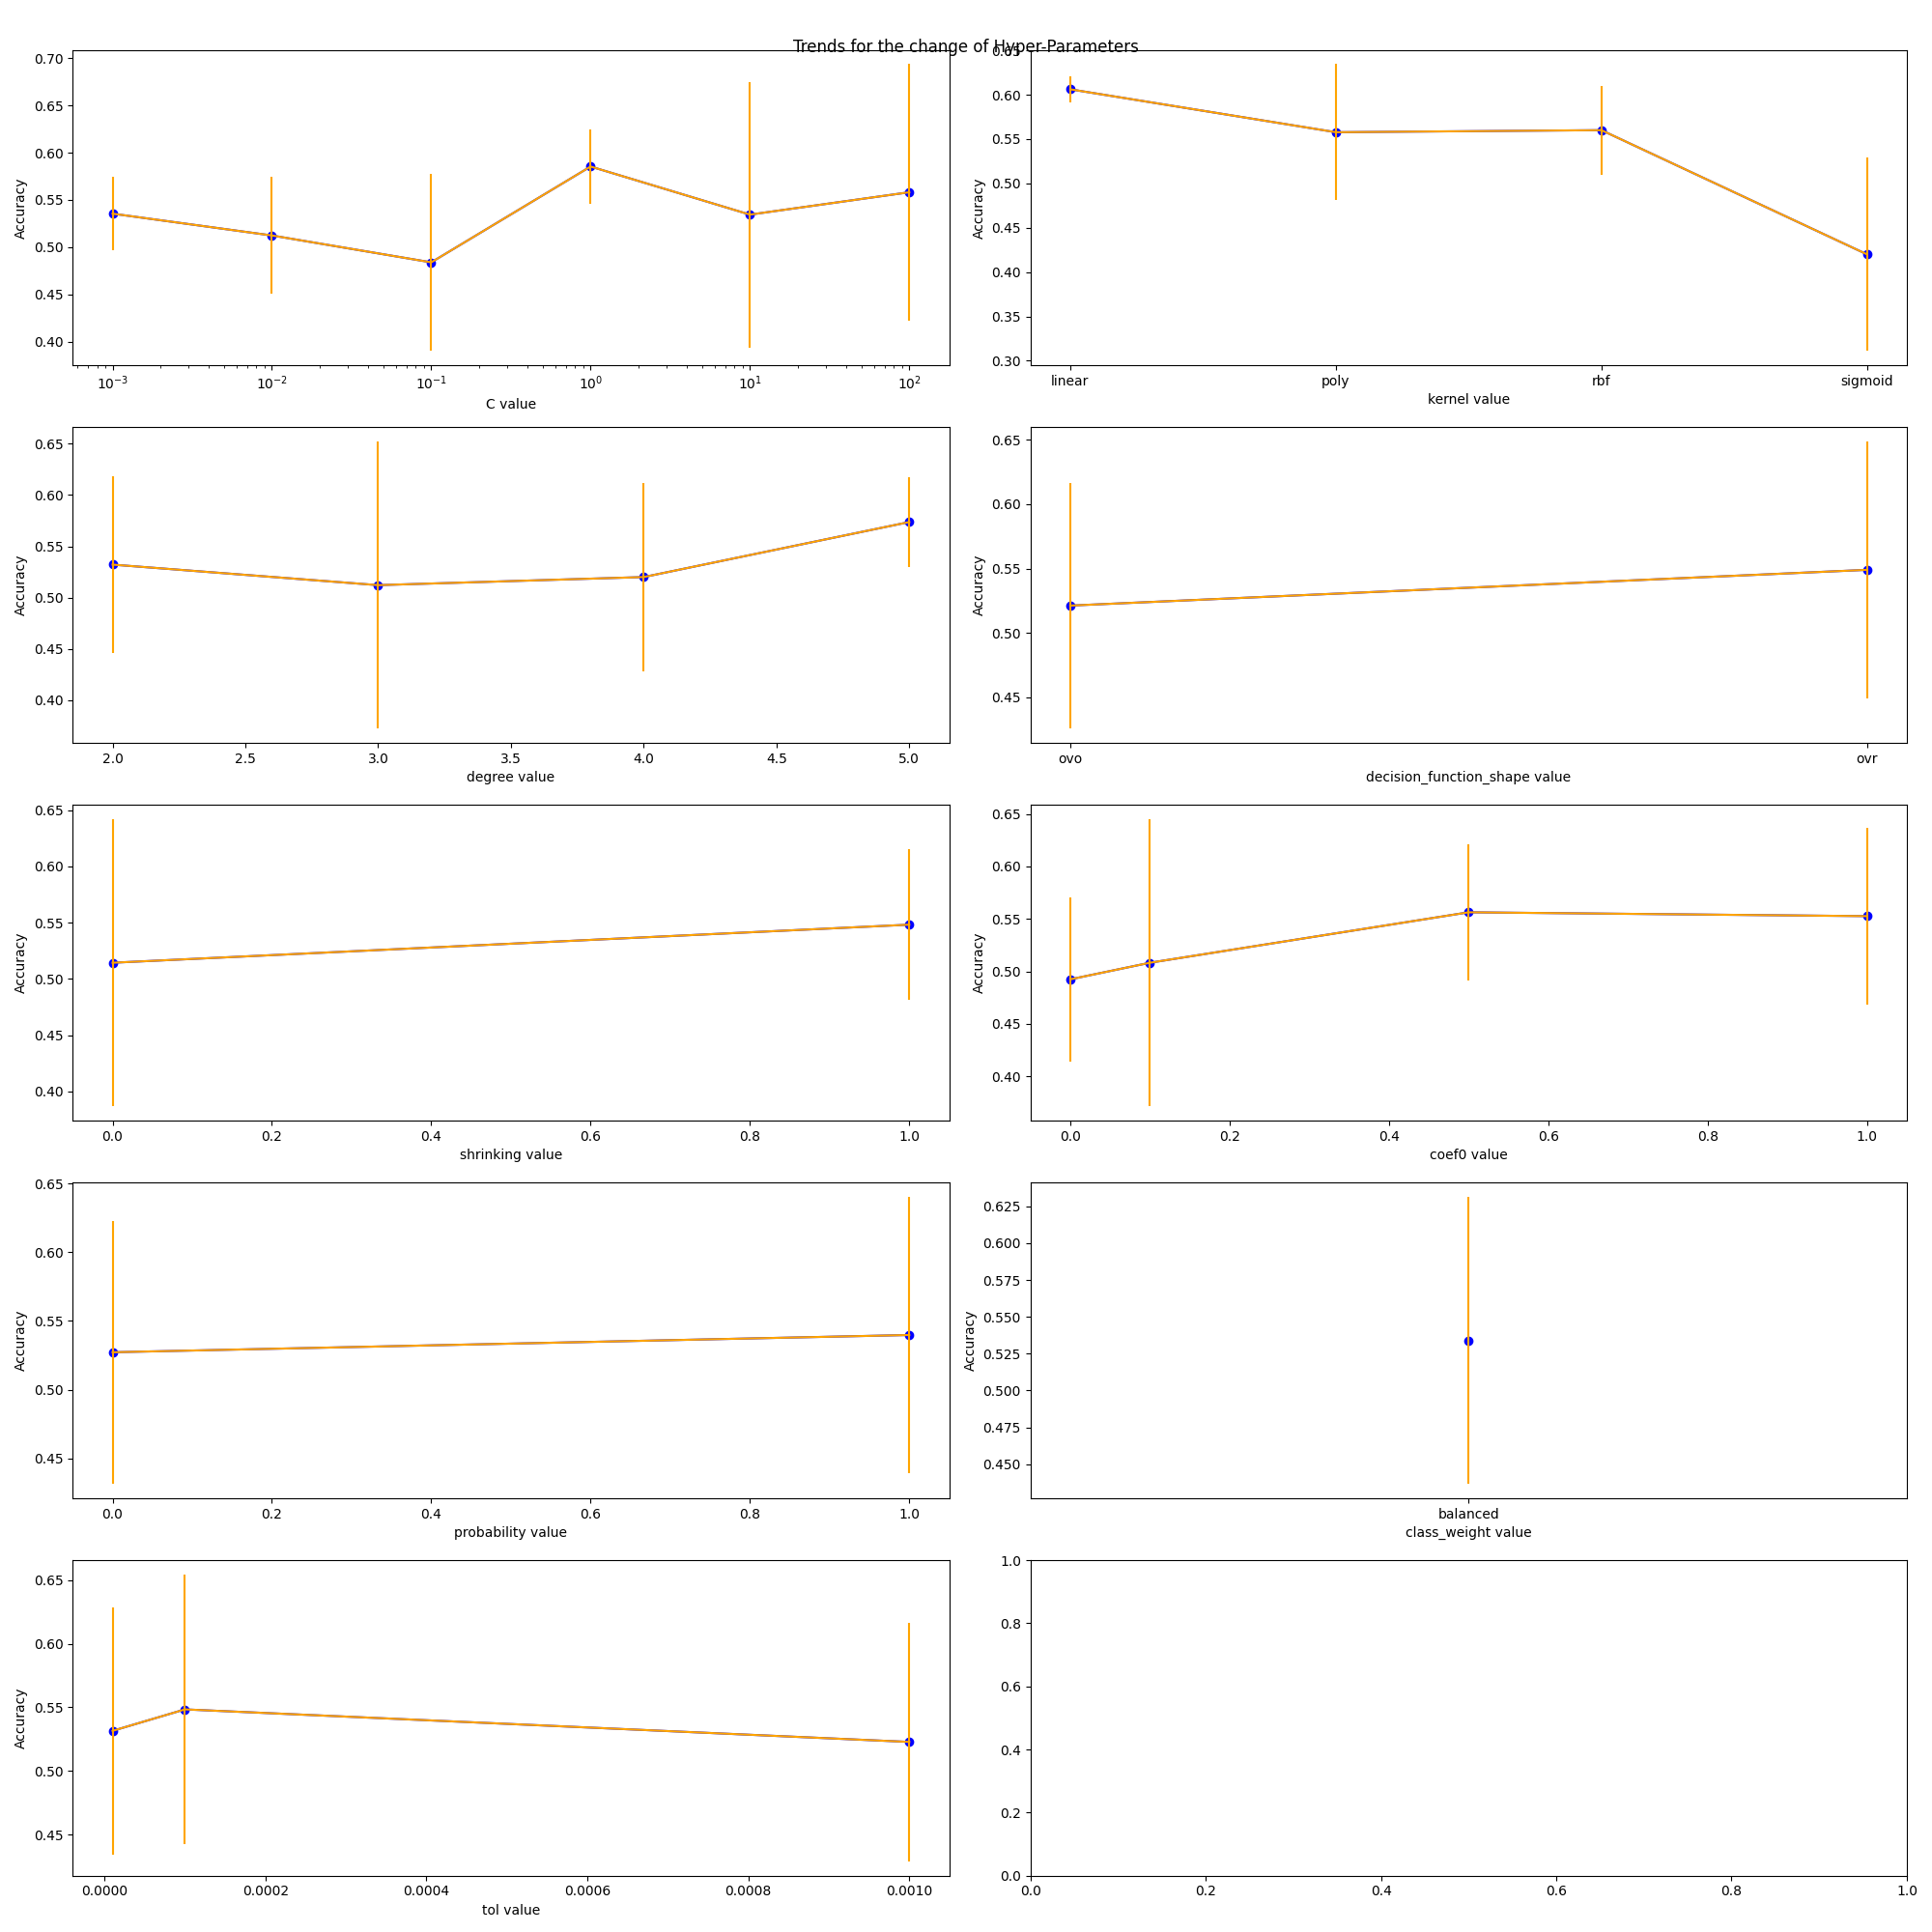 Trends for the change of Hyper-Parameters
0.70
0.65
0.60
0.55
0.50
0.45
0.40
Accuracy
10⁻³ 10⁻² 10⁻¹ 10⁰ 10¹ 10²
C value
0.65
0.60
0.55
0.50
0.45
0.40
0.35
0.30
Accuracy
linear poly rbf sigmoid
kernel value
0.65
0.60
0.55
0.50
0.45
0.40
Accuracy
2.0 2.5 3.0 3.5 4.0 4.5 5.0
degree value
0.65
0.60
0.55
0.50
0.45
Accuracy
ovo ovr
decision_function_shape value
0.65
0.60
0.55
0.50
0.45
0.40
Accuracy
0.0 0.2 0.4 0.6 0.8 1.0
shrinking value
0.65
0.60
0.55
0.50
0.45
0.40
Accuracy
0.0 0.2 0.4 0.6 0.8 1.0
coef0 value
0.65
0.60
0.55
0.50
0.45
Accuracy
0.0 0.2 0.4 0.6 0.8 1.0
probability value
0.625
0.600
0.575
0.550
0.525
0.500
0.475
0.450
Accuracy
balanced
class_weight value
0.65
0.60
0.55
0.50
0.45
Accuracy
0.0000 0.0002 0.0004 0.0006 0.0008 0.0010
tol value
1.0
0.8
0.6
0.4
0.2
0.0
0.0 0.2 0.4 0.6 0.8 1.0